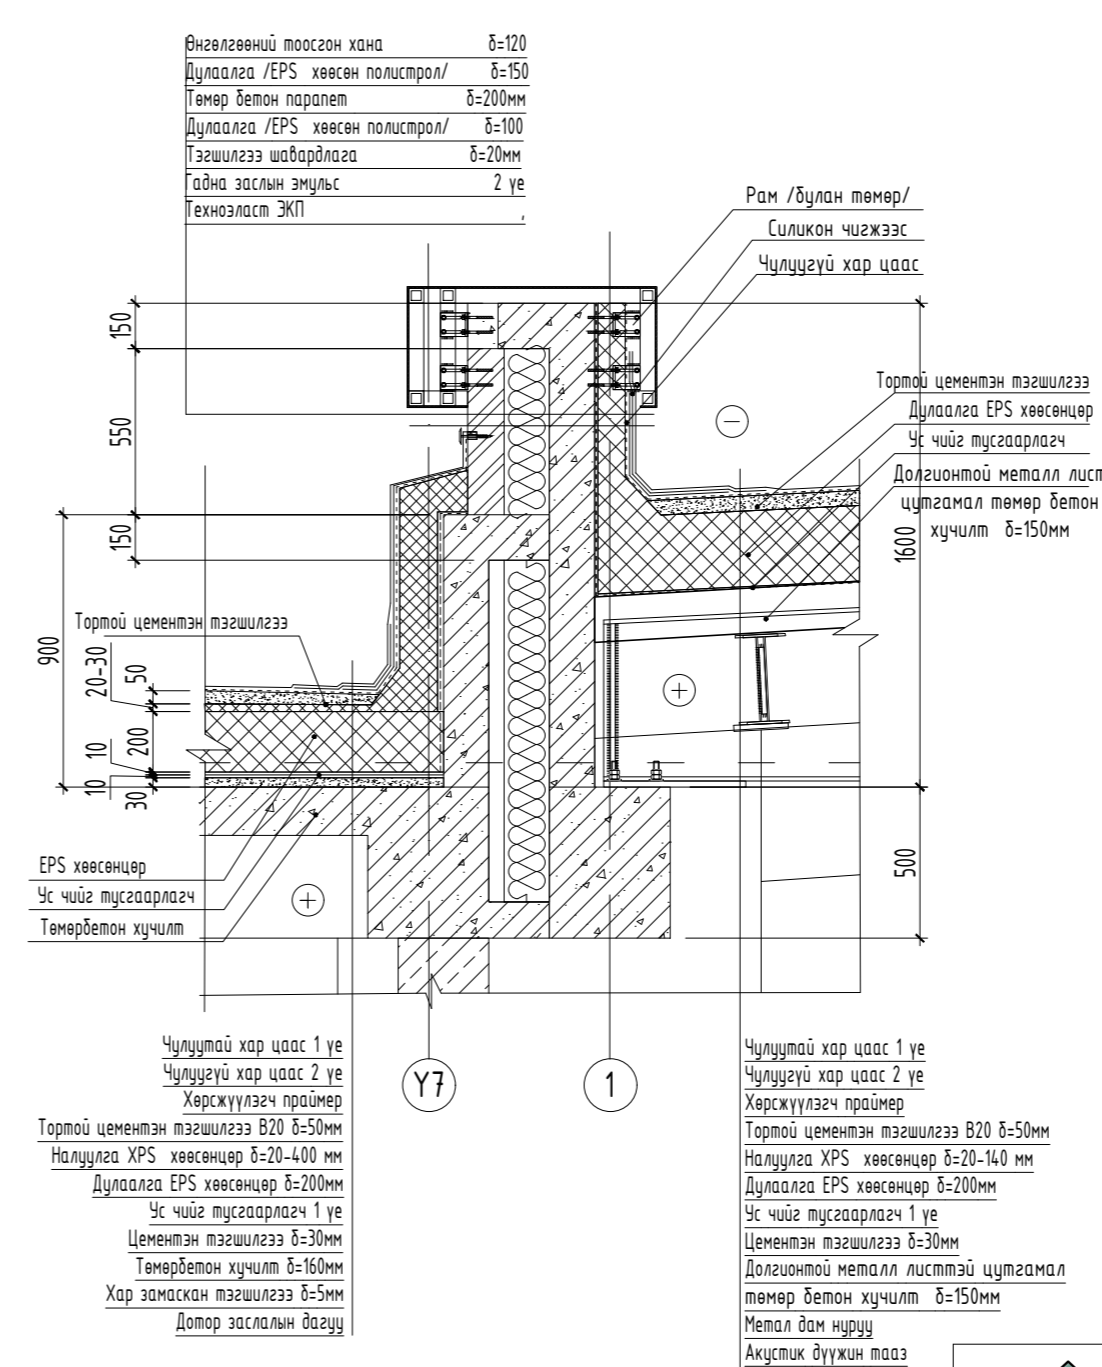 Өнгөлгөөний тоосгон хана δ=120
Дулаалга /EPS хөөсөн полистрол/ δ=150
Төмөр бетон парапет δ=200мм
Дулаалга /EPS хөөсөн полистрол/ δ=100
Тэгшилгээ шавардлага δ=20мм
Гадна заслын эмульс 2 үе
Техноэласт ЭКП ,
Рам /булан төмөр/
Силикон чигжээс
Чулуугүй хар цаас
Тортой цементэн тэгшилгээ
Дулаалга EPS хөөсөнцөр
Ус чийг тусгаарлагч
Долгионтой металл лист
цутгамал төмөр бетон
хучилт δ=150мм
150
550
150
900
1600
500
Тортой цементэн тэгшилгээ
20-30
50
200
10
10
30
EPS хөөсөнцөр
Ус чийг тусгаарлагч
Төмөрбетон хучилт
Y7
1
Чулуутай хар цаас 1 үе
Чулуугүй хар цаас 2 үе
Хөрсжүүлэгч праймер
Тортой цементэн тэгшилгээ B20 δ=50мм
Налуулга XPS хөөсөнцөр δ=20-400 мм
Дулаалга EPS хөөсөнцөр δ=200мм
Ус чийг тусгаарлагч 1 үе
Цементэн тэгшилгээ δ=30мм
Төмөрбетон хучилт δ=160мм
Хар замаскан тэгшилгээ δ=5мм
Дотор заслалын дагуу
Чулуутай хар цаас 1 үе
Чулуугүй хар цаас 2 үе
Хөрсжүүлэгч праймер
Тортой цементэн тэгшилгээ B20 δ=50мм
Налуулга XPS хөөсөнцөр δ=20-140 мм
Дулаалга EPS хөөсөнцөр δ=200мм
Ус чийг тусгаарлагч 1 үе
Цементэн тэгшилгээ δ=30мм
Долгионтой металл листтэй цутгамал
төмөр бетон хучилт δ=150мм
Метал дам нуруу
Акустик дүүжин тааз